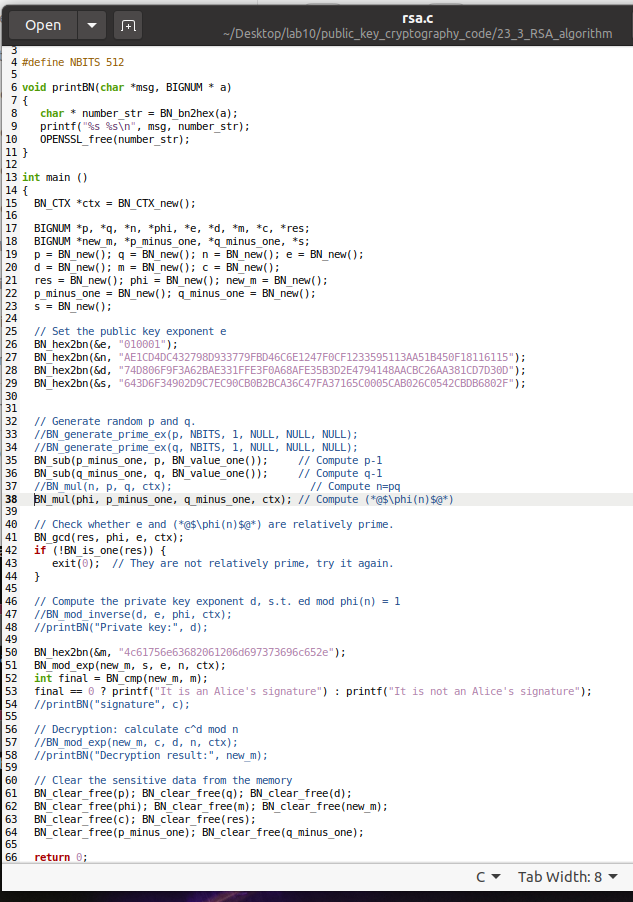 Open
rsa.c
~/Desktop/lab10/public_key_cryptography_code/23_3_RSA_algorithm
3
4 #define NBITS 512
5
6 void printBN(char *msg, BIGNUM * a)
7 {
8    char * number_str = BN_bn2hex(a);
9    printf("%s %s\n", msg, number_str);
10    OPENSSL_free(number_str);
11 }
12
13 int main ()
14 {
15   BN_CTX *ctx = BN_CTX_new();
16
17   BIGNUM *p, *q, *n, *phi, *e, *d, *m, *c, *res;
18   BIGNUM *new_m, *p_minus_one, *q_minus_one, *s;
19   p = BN_new(); q = BN_new(); n = BN_new(); e = BN_new();
20   d = BN_new(); m = BN_new(); c = BN_new();
21   res = BN_new(); phi = BN_new(); new_m = BN_new();
22   p_minus_one = BN_new(); q_minus_one = BN_new();
23   s = BN_new();
24
25   // Set the public key exponent e
26   BN_hex2bn(&e, "010001");
27   BN_hex2bn(&n, "AE1CD4DC432798D933779FBD46C6E1247F0CF1233595113AA51B450F18116115");
28   BN_hex2bn(&d, "74D806F9F3A62BAE331FFE3F0A68AFE35B3D2E4794148AACBC26AA381CD7D30D");
29   BN_hex2bn(&s, "643D6F34902D9C7EC90CB0B2BCA36C47FA37165C0005CAB026C0542CBDB6802F");
30
31
32   // Generate random p and q.
33   //BN_generate_prime_ex(p, NBITS, 1, NULL, NULL, NULL);
34   //BN_generate_prime_ex(q, NBITS, 1, NULL, NULL, NULL);
35   BN_sub(p_minus_one, p, BN_value_one());     // Compute p-1
36   BN_sub(q_minus_one, q, BN_value_one());     // Compute q-1
37   //BN_mul(n, p, q, ctx);                      // Compute n=pq
38   BN_mul(phi, p_minus_one, q_minus_one, ctx); // Compute (*@$\phi(n)$@*)
39
40   // Check whether e and (*@$\phi(n)$@*) are relatively prime.
41   BN_gcd(res, phi, e, ctx);
42   if (!BN_is_one(res)) {
43      exit(0);  // They are not relatively prime, try it again.
44   }
45
46   // Compute the private key exponent d, s.t. ed mod phi(n) = 1
47   //BN_mod_inverse(d, e, phi, ctx);
48   //printBN("Private key:", d);
49
50   BN_hex2bn(&m, "4c61756e63682061206d697373696c652e");
51   BN_mod_exp(new_m, s, e, n, ctx);
52   int final = BN_cmp(new_m, m);
53   final == 0 ? printf("It is an Alice's signature") : printf("It is not an Alice's signature");
54   //printBN("signature", c);
55
56   // Decryption: calculate c^d mod n
57   //BN_mod_exp(new_m, c, d, n, ctx);
58   //printBN("Decryption result:", new_m);
59
60   // Clear the sensitive data from the memory
61   BN_clear_free(p); BN_clear_free(q); BN_clear_free(d);
62   BN_clear_free(phi); BN_clear_free(m); BN_clear_free(new_m);
63   BN_clear_free(c); BN_clear_free(res);
64   BN_clear_free(p_minus_one); BN_clear_free(q_minus_one);
65
66   return 0;
C
Tab Width: 8